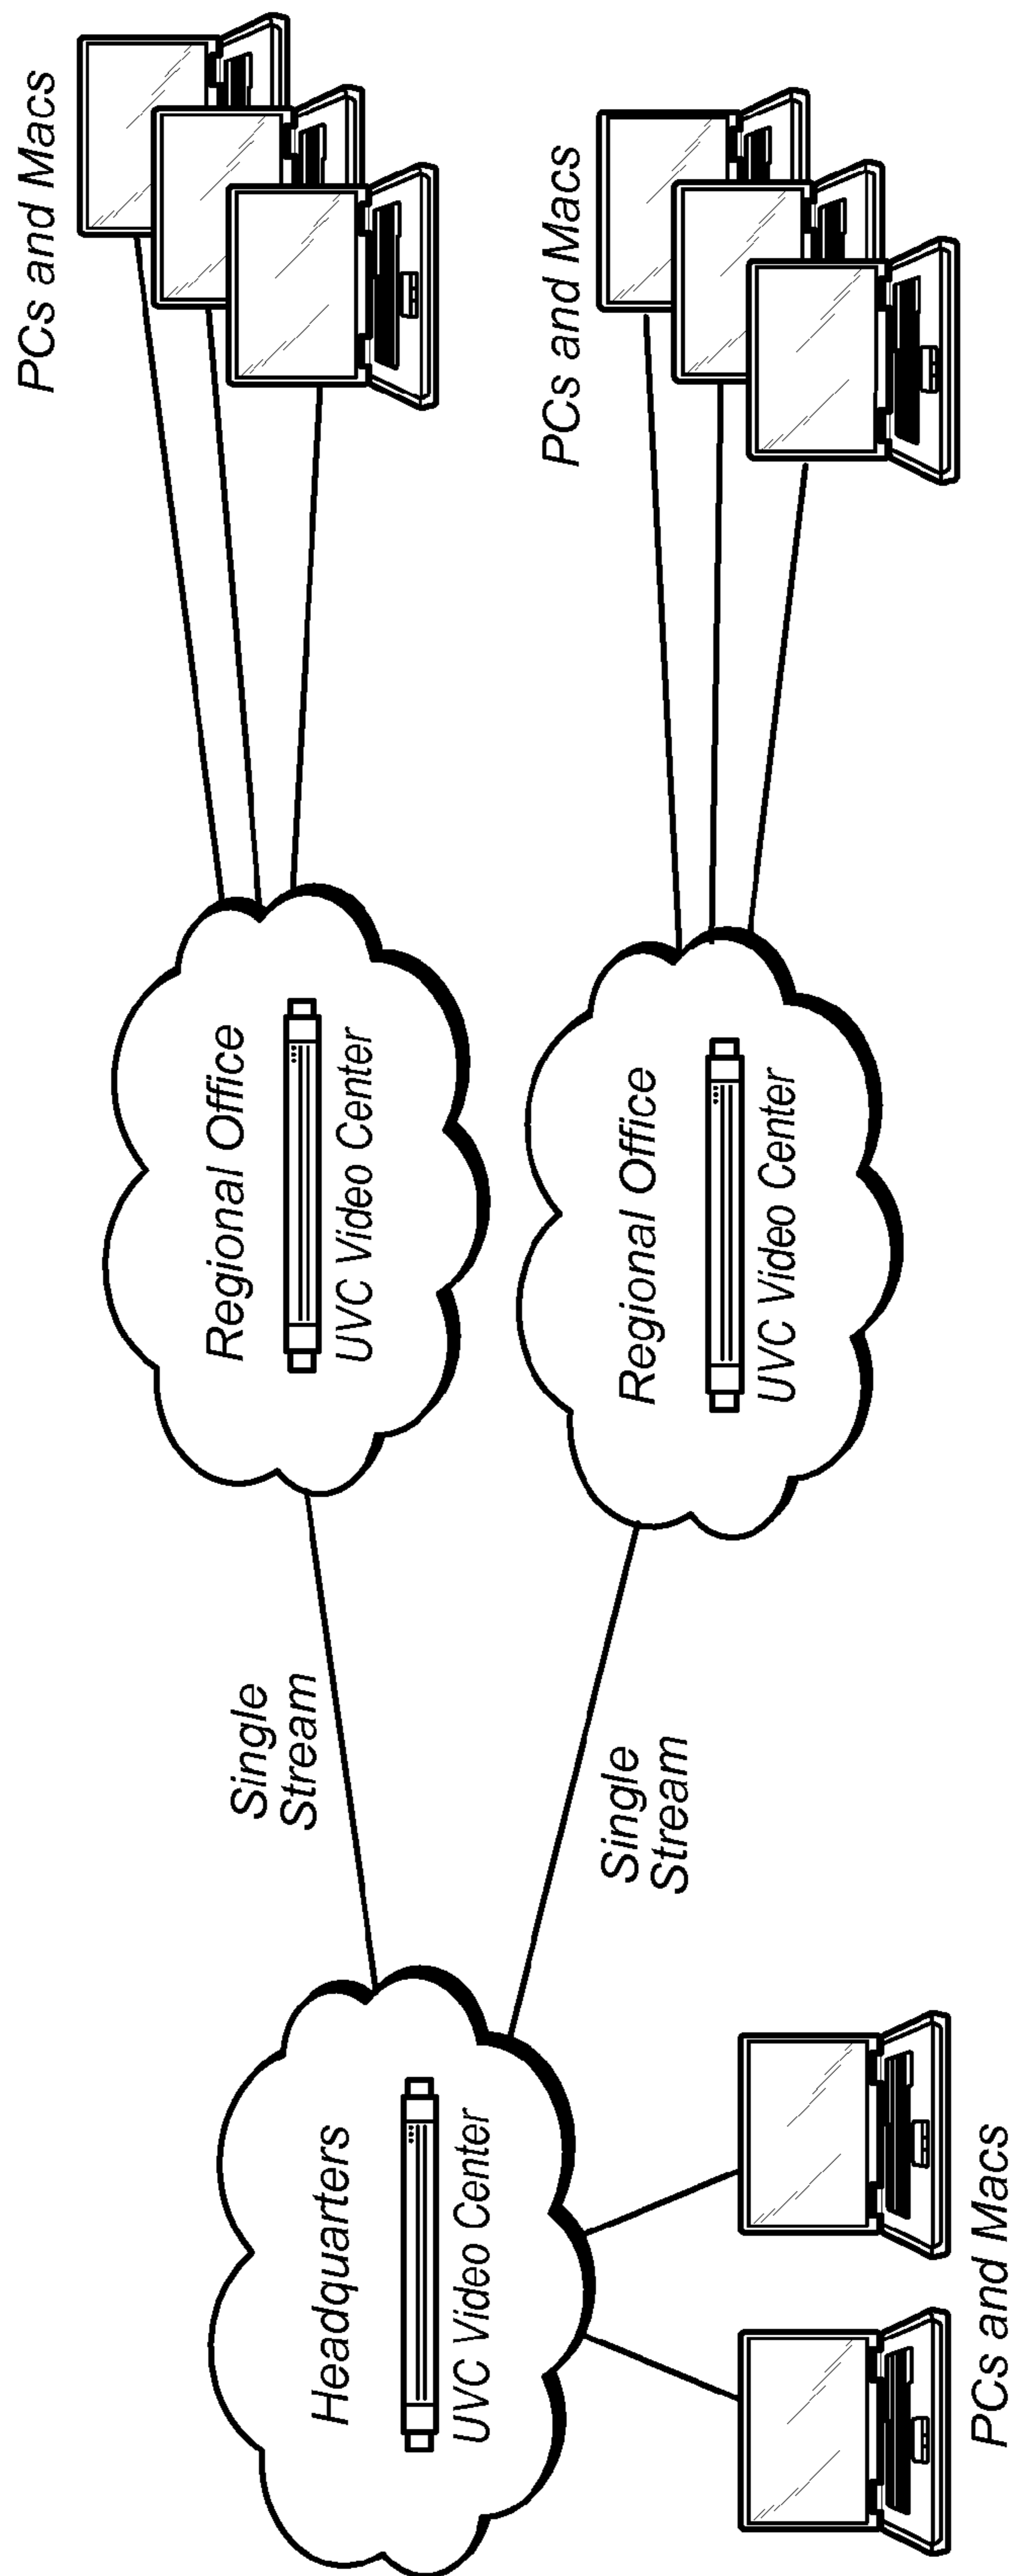 Headquarters
UVC Video Center
PCs and Macs
Single
Stream
Single
Stream
Regional Office
UVC Video Center
Regional Office
UVC Video Center
PCs and Macs
PCs and Macs